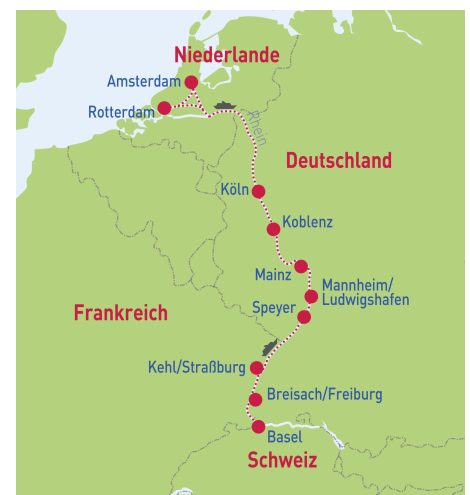 Niederlande
Amsterdam
Rotterdam
Rhein
Deutschland
Köln
Koblenz
Mainz
Mannheim/
Ludwigshafen
Speyer
Frankreich
Kehl/Straßburg
Breisach/Freiburg
Basel
Schweiz